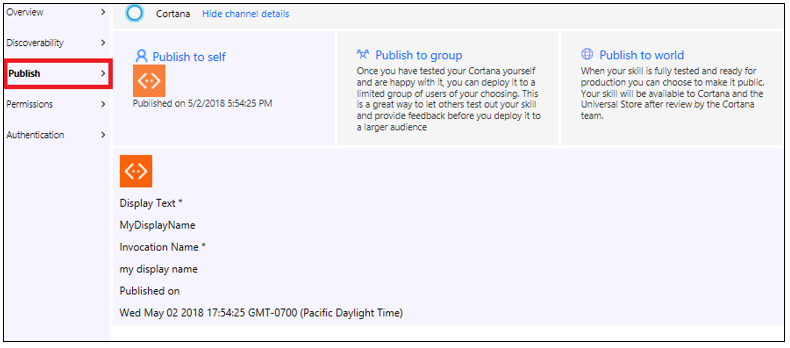 Overview
Discoverability
Publish
Permissions
Authentication
Cortana Hide channel details
Publish to self
Published on 5/2/2018 5:54:25 PM
Publish to group
Once you have tested your Cortana yourself
and are happy with it, you can deploy it to a
limited group of users of your choosing. This
is a great way to let others test out your skill
and provide feedback before you deploy it to
a larger audience
Publish to world
When your skill is fully tested and ready for
production you can choose to make it public.
Your skill will be available to Cortana and the
Universal Store after review by the Cortana
team.
Display Text *
MyDisplayName
Invocation Name *
my display name
Published on
Wed May 02 2018 17:54:25 GMT-0700 (Pacific Daylight Time)